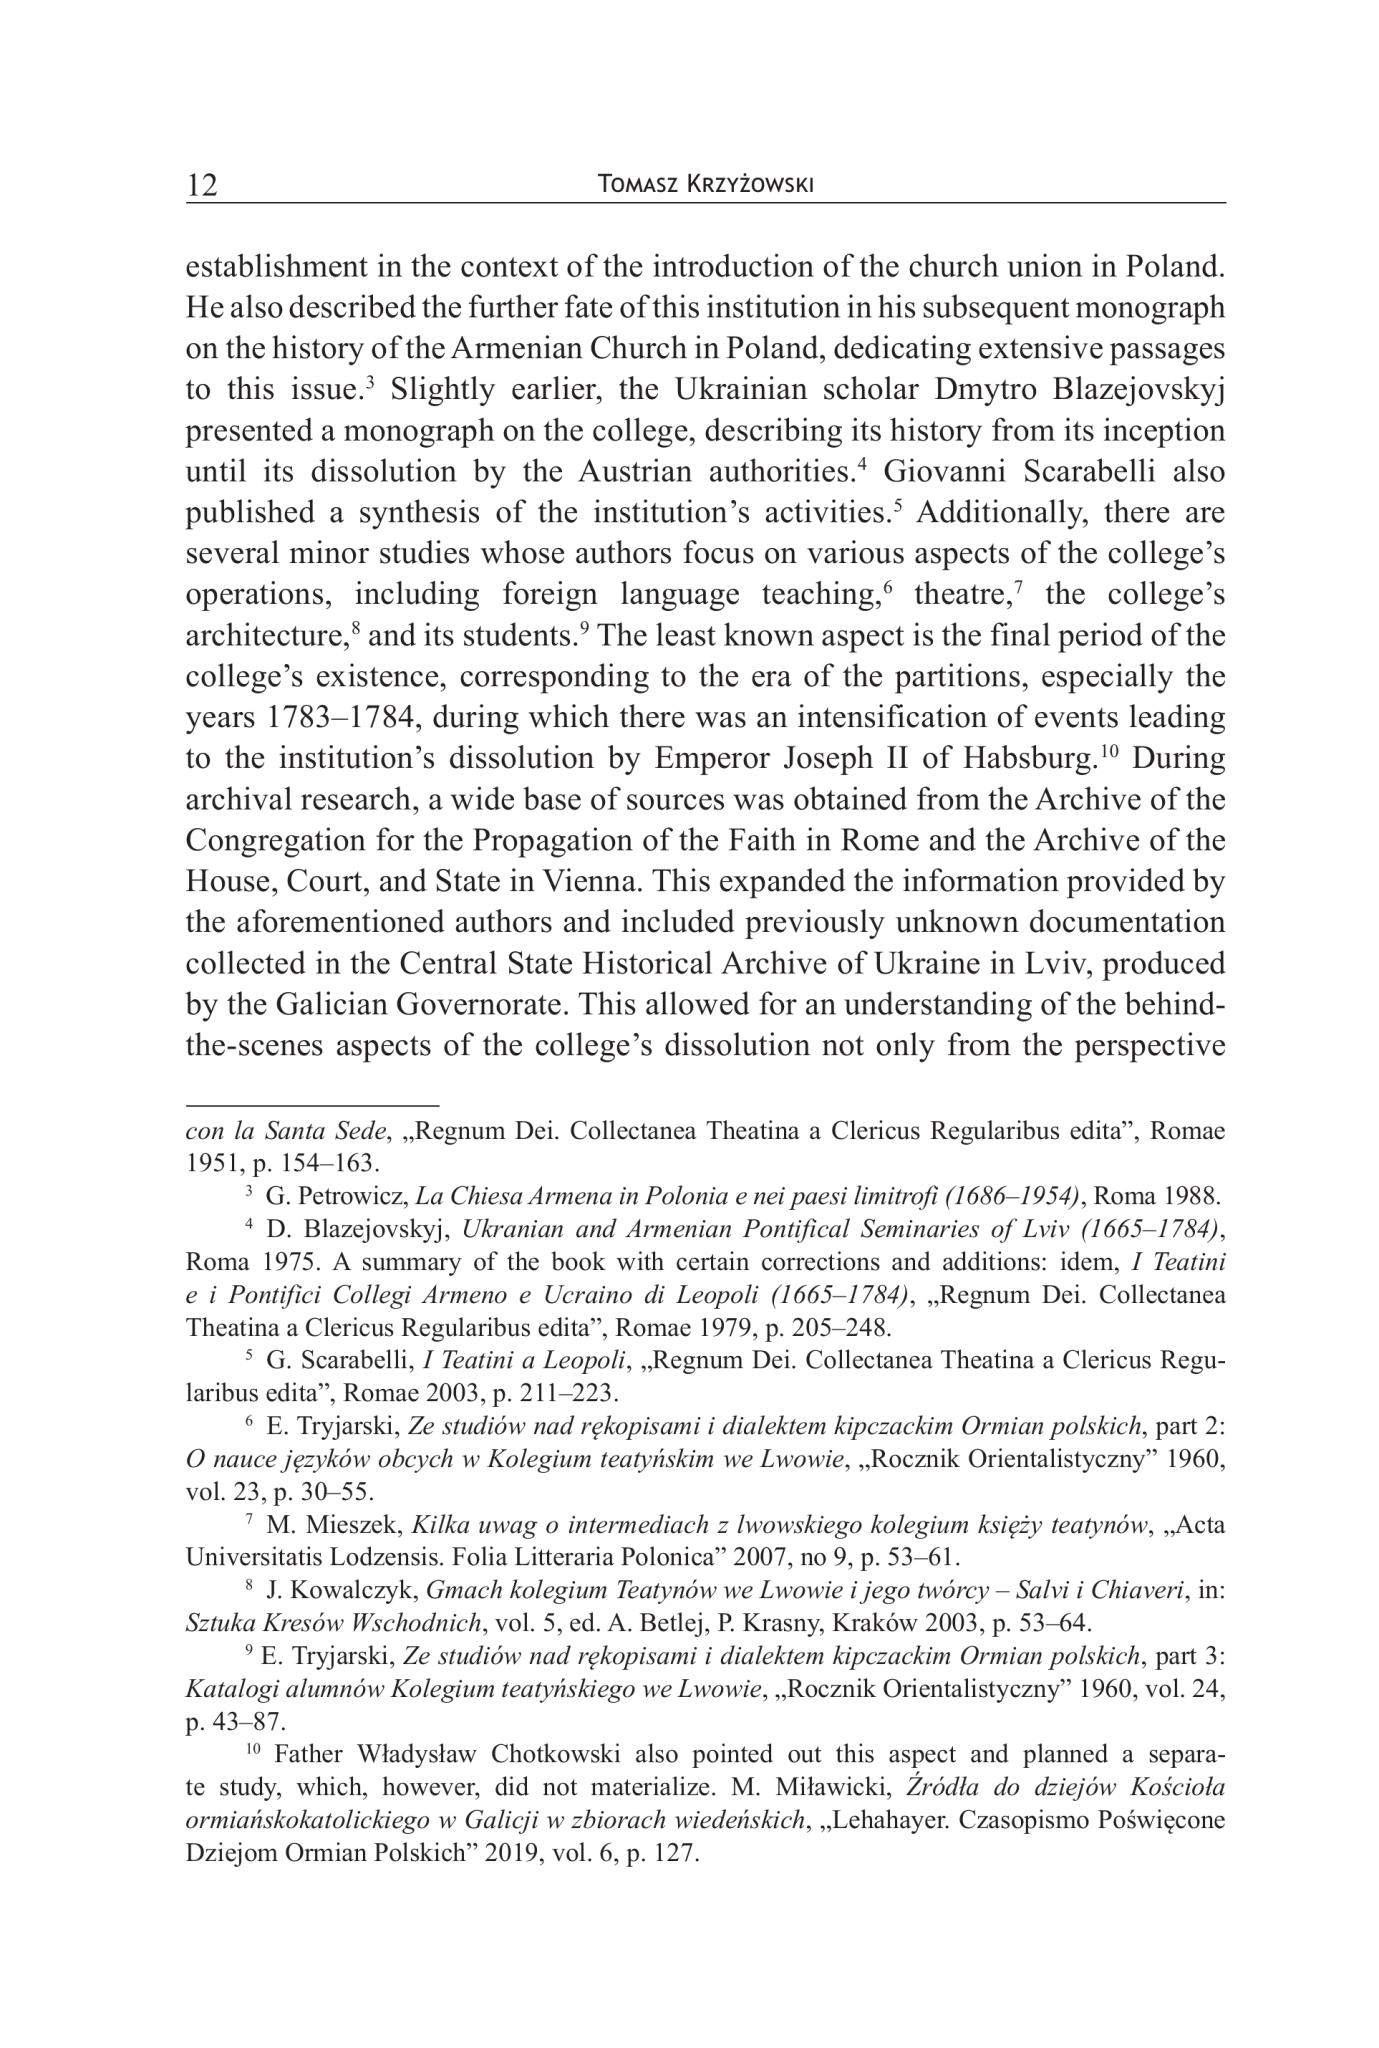 12
Tomasz Krzyżowski
establishment in the context of the introduction of the church union in Poland.
He also described the further fate of this institution in his subsequent monograph
on the history of the Armenian Church in Poland, dedicating extensive passages
to this issue.³ Slightly earlier, the Ukrainian scholar Dmytro Blazejovskyj
presented a monograph on the college, describing its history from its inception
until its dissolution by the Austrian authorities.⁴ Giovanni Scarabelli also
published a synthesis of the institution’s activities.⁵ Additionally, there are
several minor studies whose authors focus on various aspects of the college’s
operations, including foreign language teaching,⁶ theatre,⁷ the college’s
architecture,⁸ and its students.⁹ The least known aspect is the final period of the
college’s existence, corresponding to the era of the partitions, especially the
years 1783–1784, during which there was an intensification of events leading
to the institution’s dissolution by Emperor Joseph II of Habsburg.¹⁰ During
archival research, a wide base of sources was obtained from the Archive of the
Congregation for the Propagation of the Faith in Rome and the Archive of the
House, Court, and State in Vienna. This expanded the information provided by
the aforementioned authors and included previously unknown documentation
collected in the Central State Historical Archive of Ukraine in Lviv, produced
by the Galician Governorate. This allowed for an understanding of the behind-
the-scenes aspects of the college’s dissolution not only from the perspective
con la Santa Sede, „Regnum Dei. Collectanea Theatina a Clericus Regularibus edita”, Romae
1951, p. 154–163.
³ G. Petrowicz, La Chiesa Armena in Polonia e nei paesi limitrofi (1686–1954), Roma 1988.
⁴ D. Blazejovskyj, Ukranian and Armenian Pontifical Seminaries of Lviv (1665–1784),
Roma 1975. A summary of the book with certain corrections and additions: idem, I Teatini
e i Pontifici Collegi Armeno e Ucraino di Leopoli (1665–1784), „Regnum Dei. Collectanea
Theatina a Clericus Regularibus edita”, Romae 1979, p. 205–248.
⁵ G. Scarabelli, I Teatini a Leopoli, „Regnum Dei. Collectanea Theatina a Clericus Regu-
laribus edita”, Romae 2003, p. 211–223.
⁶ E. Tryjarski, Ze studiów nad rękopisami i dialektem kipczackim Ormian polskich, part 2:
O nauce języków obcych w Kolegium teatyńskim we Lwowie, „Rocznik Orientalistyczny” 1960,
vol. 23, p. 30–55.
⁷ M. Mieszek, Kilka uwag o intermediach z lwowskiego kolegium księży teatynów, „Acta
Universitatis Lodzensis. Folia Litteraria Polonica” 2007, no 9, p. 53–61.
⁸ J. Kowalczyk, Gmach kolegium Teatynów we Lwowie i jego twórcy – Salvi i Chiaveri, in:
Sztuka Kresów Wschodnich, vol. 5, ed. A. Betlej, P. Krasny, Kraków 2003, p. 53–64.
⁹ E. Tryjarski, Ze studiów nad rękopisami i dialektem kipczackim Ormian polskich, part 3:
Katalogi alumnów Kolegium teatyńskiego we Lwowie, „Rocznik Orientalistyczny” 1960, vol. 24,
p. 43–87.
¹⁰ Father Władysław Chotkowski also pointed out this aspect and planned a separa-
te study, which, however, did not materialize. M. Miławicki, Źródła do dziejów Kościoła
ormiańskokatolickiego w Galicji w zbiorach wiedeńskich, „Lehahayer. Czasopismo Poświęcone
Dziejom Ormian Polskich” 2019, vol. 6, p. 127.